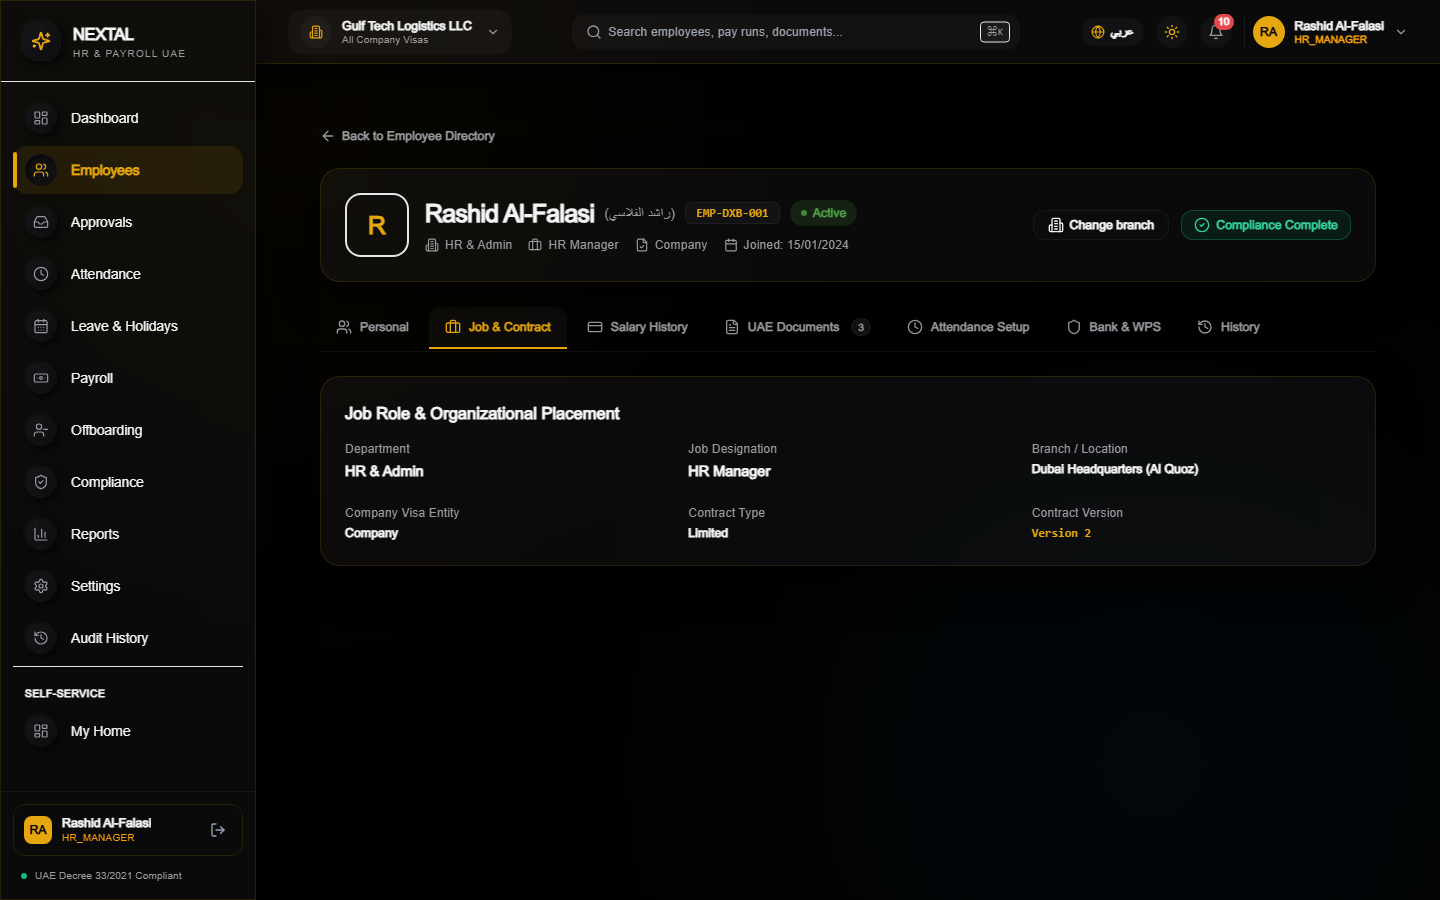 NEXTAL
HR & PAYROLL UAE
Dashboard
Employees
Approvals
Attendance
Leave & Holidays
Payroll
Offboarding
Compliance
Reports
Settings
Audit History
SELF-SERVICE
My Home
RA
Rashid Al-Falasi
HR_MANAGER
UAE Decree 33/2021 Compliant
Gulf Tech Logistics LLC
All Company Visas
Search employees, pay runs, documents...
⌘K
عربي
10
RA
Rashid Al-Falasi
HR_MANAGER
Back to Employee Directory
R
Rashid Al-Falasi (راشد الفلاسي) EMP-DXB-001 Active
HR & Admin HR Manager Company Joined: 15/01/2024
Change branch
Compliance Complete
Personal Job & Contract Salary History UAE Documents 3 Attendance Setup Bank & WPS History
Job Role & Organizational Placement
Department
HR & Admin
Job Designation
HR Manager
Branch / Location
Dubai Headquarters (Al Quoz)
Company Visa Entity
Company
Contract Type
Limited
Contract Version
Version 2